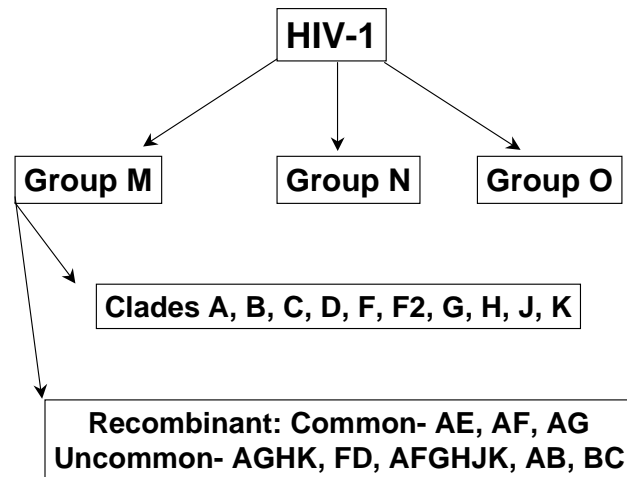 HIV-1
Group M
Group N
Group O
Clades A, B, C, D, F, F2, G, H, J, K
Recombinant: Common- AE, AF, AG
Uncommon- AGHK, FD, AFGHJK, AB, BC